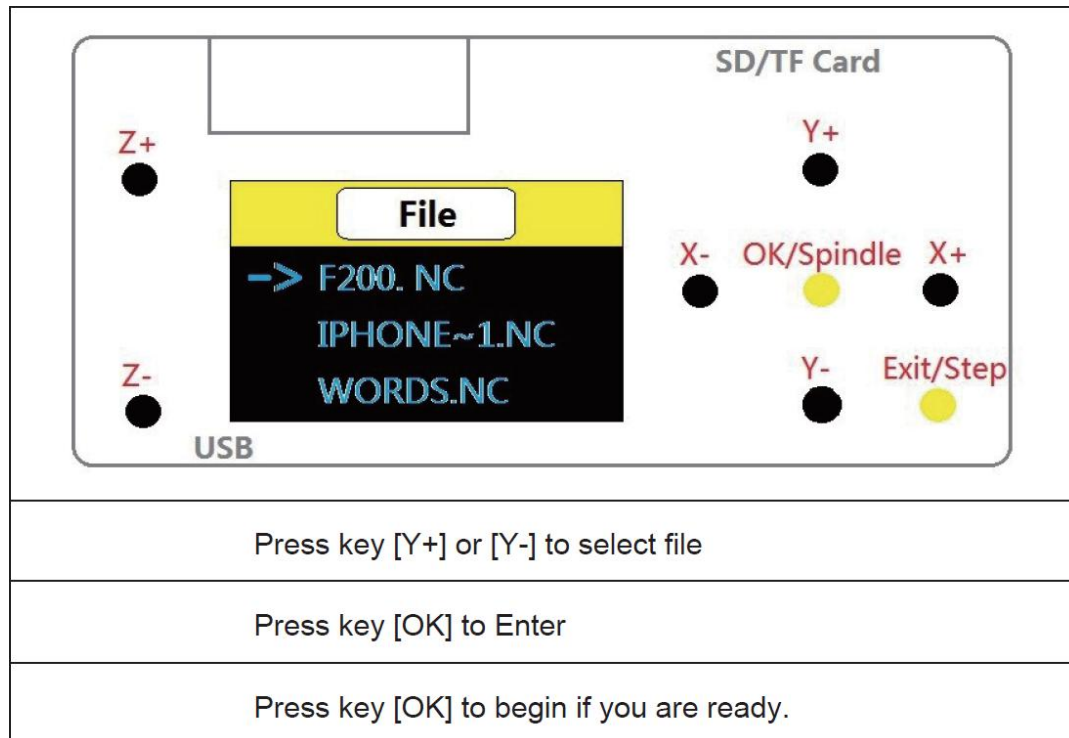 SD/TF Card
Z+
Y+
File
X- OK/Spindle X+
-> F200. NC
IPHONE~1.NC
WORDS.NC
Z-
Y- Exit/Step
USB
Press key [Y+] or [Y-] to select file
Press key [OK] to Enter
Press key [OK] to begin if you are ready.